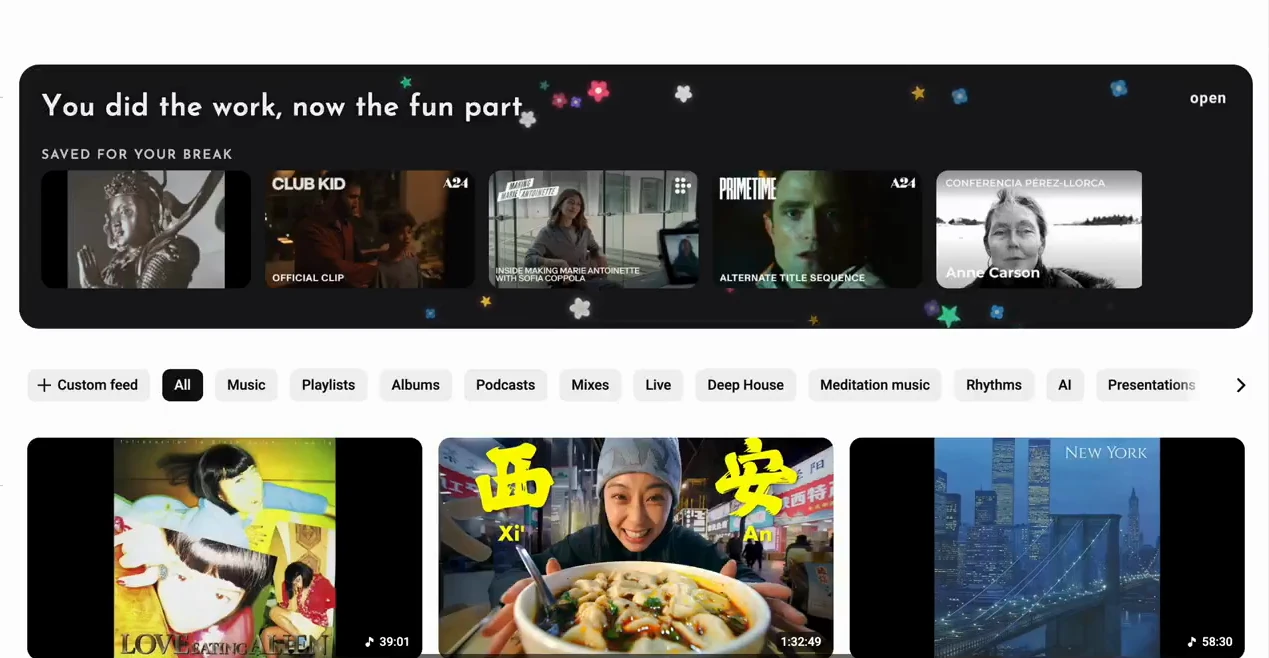 You did the work, now the fun part
open
SAVED FOR YOUR BREAK
CLUB KID
A24
OFFICIAL CLIP
MAKING
MARIE ANTOINETTE
INSIDE MAKING MARIE ANTOINETTE
WITH SOFIA COPPOLA
PRIMETIME
A24
ALTERNATE TITLE SEQUENCE
CONFERENCIA PÉREZ-LLORCA
Anne Carson
+ Custom feed
All
Music
Playlists
Albums
Podcasts
Mixes
Live
Deep House
Meditation music
Rhythms
AI
Presentations
LOVE EATING ALIEN
39:01
西安
Xi' An
1:32:49
NEW YORK
58:30